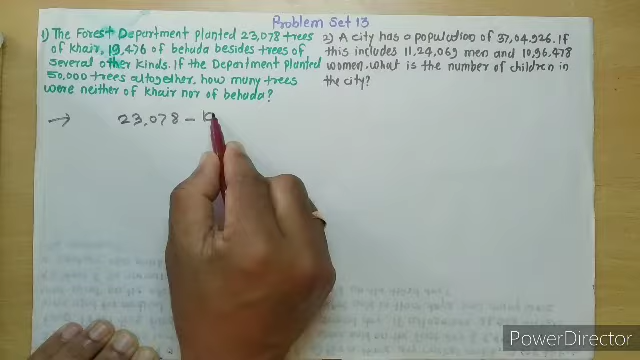 Problem Set 13
1) The Forest Department planted 23,078 trees
of khair, 19,476 of behada besides trees of
several other kinds. If the Department planted
50,000 trees altogether, how many trees
were neither of khair nor of behada?
2) A city has a population of 37,04,926. If
this includes 11,24,069 men and 10,96,478
women, what is the number of children in
the city?
→ 23,078 -
PowerDirector